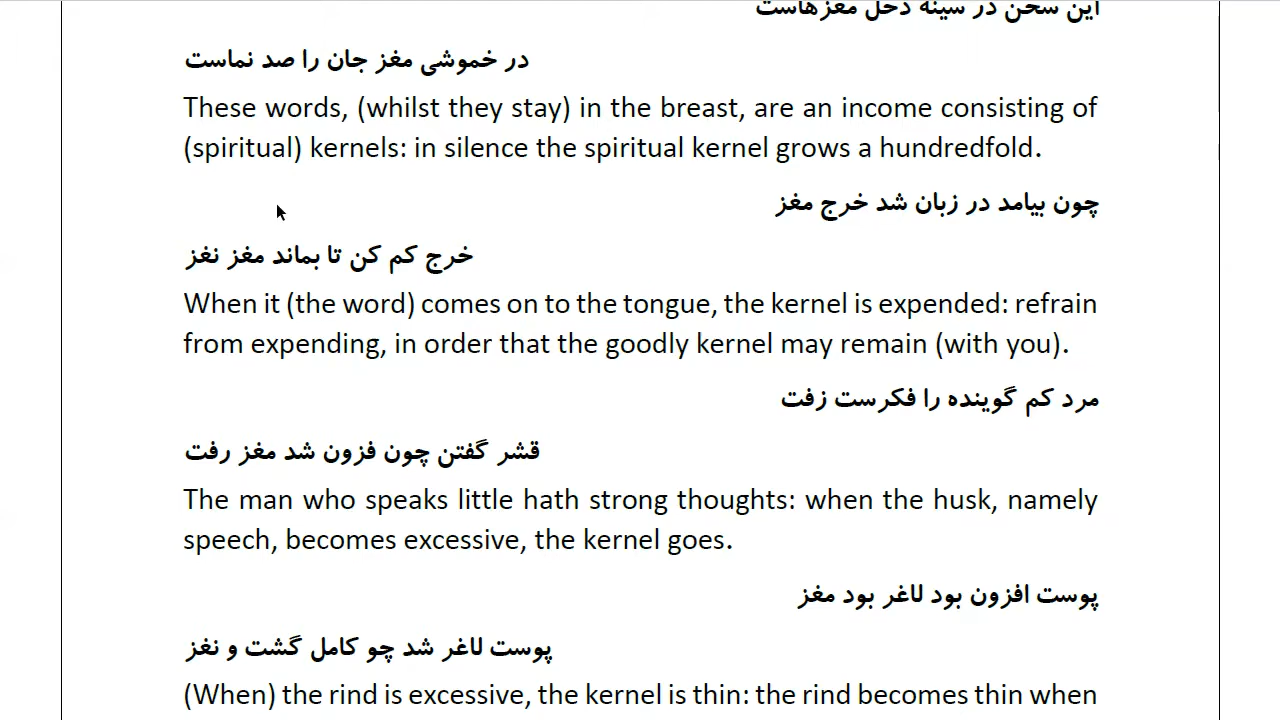 این سخن در سینه دخل مغزهاست
در خموشی مغز جان را صد نماست
These words, (whilst they stay) in the breast, are an income consisting of
(spiritual) kernels: in silence the spiritual kernel grows a hundredfold.
چون بیامد در زبان شد خرج مغز
خرج کم کن تا بماند مغز نغز
When it (the word) comes on to the tongue, the kernel is expended: refrain
from expending, in order that the goodly kernel may remain (with you).
مرد کم گوینده را فکرست زفت
قشر گفتن چون فزون شد مغز رفت
The man who speaks little hath strong thoughts: when the husk, namely
speech, becomes excessive, the kernel goes.
پوست افزون بود لاغر بود مغز
پوست لاغر شد چو کامل گشت و نغز
(When) the rind is excessive, the kernel is thin: the rind becomes thin when